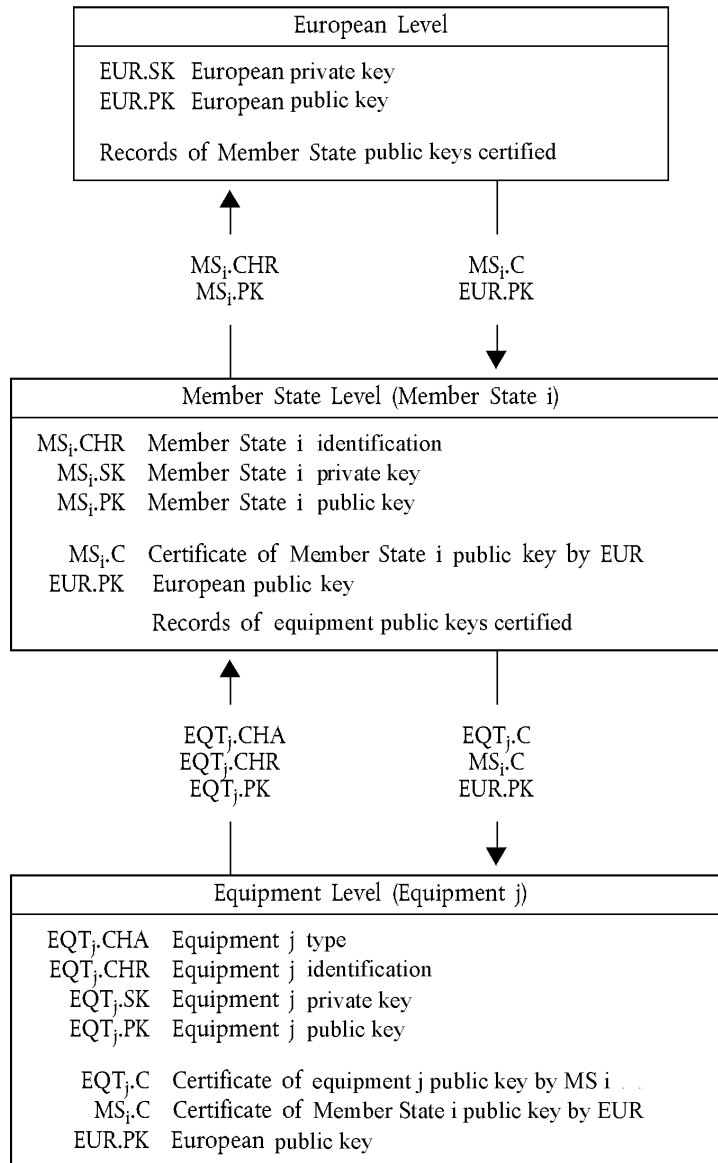 European Level
EUR.SK European private key
EUR.PK European public key
Records of Member State public keys certified
MSi.CHR
MSi.PK
MSi.C
EUR.PK
Member State Level (Member State i)
MSi.CHR Member State i identification
MSi.SK Member State i private key
MSi.PK Member State i public key
MSi.C Certificate of Member State i public key by EUR
EUR.PK European public key
Records of equipment public keys certified
EQTj.CHA
EQTj.CHR
EQTj.PK
EQTj.C
MSi.C
EUR.PK
Equipment Level (Equipment j)
EQTj.CHA Equipment j type
EQTj.CHR Equipment j identification
EQTj.SK Equipment j private key
EQTj.PK Equipment j public key
EQTj.C Certificate of equipment j public key by MS i
MSi.C Certificate of Member State i public key by EUR
EUR.PK European public key